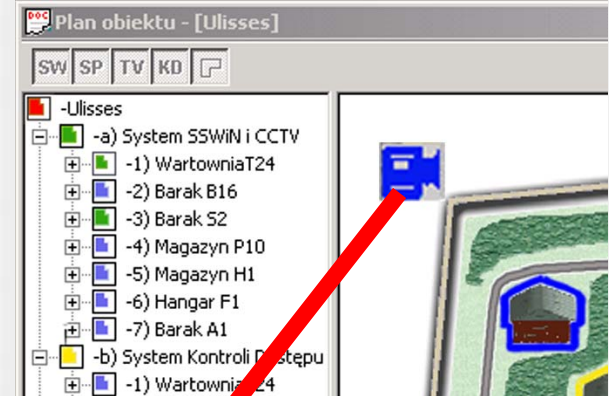 DOC Plan obiektu - [Ulisses]
SW SP TV KD
-Ulisses
-a) System SSWiN i CCTV
-1) WartowniaT24
-2) Barak B16
-3) Barak S2
-4) Magazyn P10
-5) Magazyn H1
-6) Hangar F1
-7) Barak A1
-b) System Kontroli
-1)